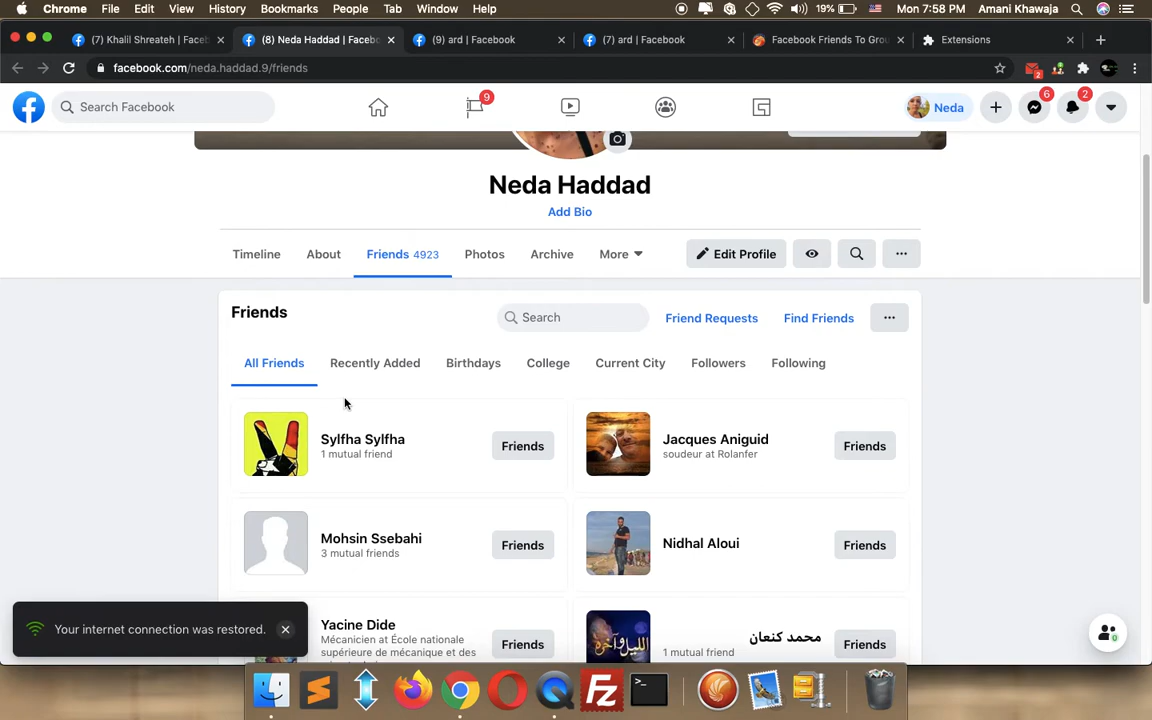 Chrome File Edit View History Bookmarks People Tab Window Help 19% Mon 7:58 PM Amani Khawaja
(7) Khalil Shreateh | Faceb
(8) Neda Haddad | Facebo
(9) ard | Facebook
(7) ard | Facebook
Facebook Friends To Grou
Extensions
facebook.com/neda.haddad.9/friends
2
Search Facebook
9
Neda
6
2
Neda Haddad
Add Bio
Timeline About Friends 4923 Photos Archive More Edit Profile
Friends
Search
Friend Requests Find Friends
All Friends Recently Added Birthdays College Current City Followers Following
Sylfha Sylfha
1 mutual friend
Friends
Jacques Aniguid
soudeur at Rolanfer
Friends
Mohsin Ssebahi
3 mutual friends
Friends
Nidhal Aloui
Friends
Yacine Dide
Mécanicien at École nationale
supérieure de mécanique et des
Friends
الليل وآخره
محمد كنعان
1 mutual friend
Friends
Your internet connection was restored.
0